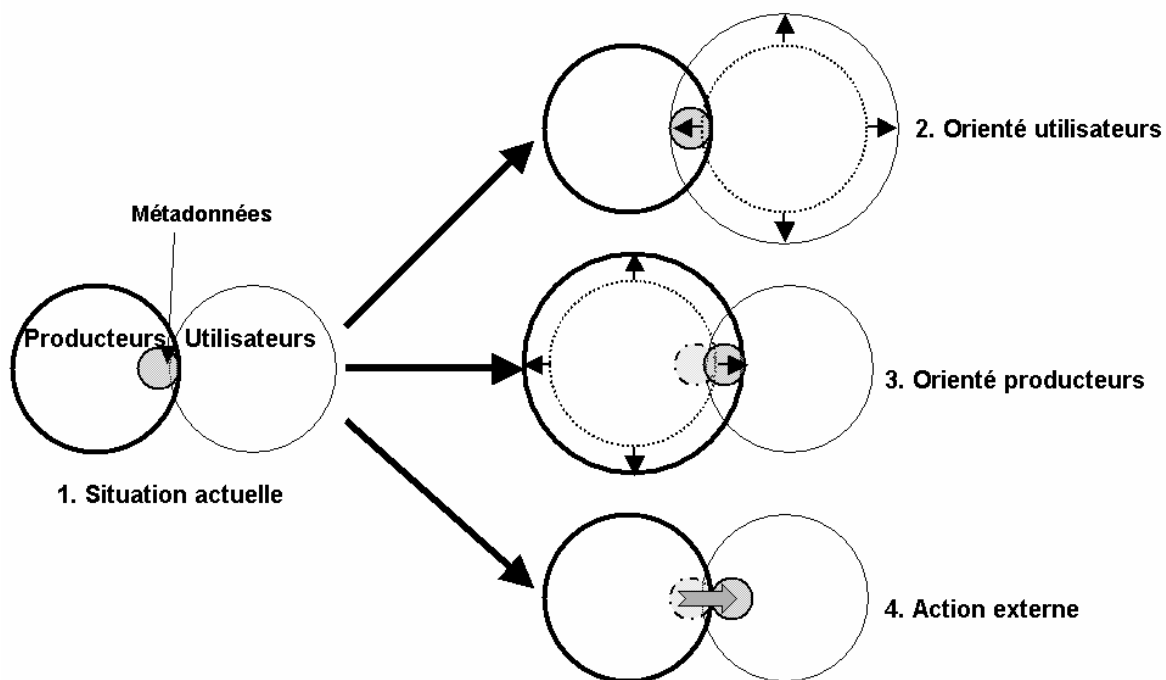 Métadonnées
Producteurs
Utilisateurs
1. Situation actuelle
2. Orienté utilisateurs
3. Orienté producteurs
4. Action externe